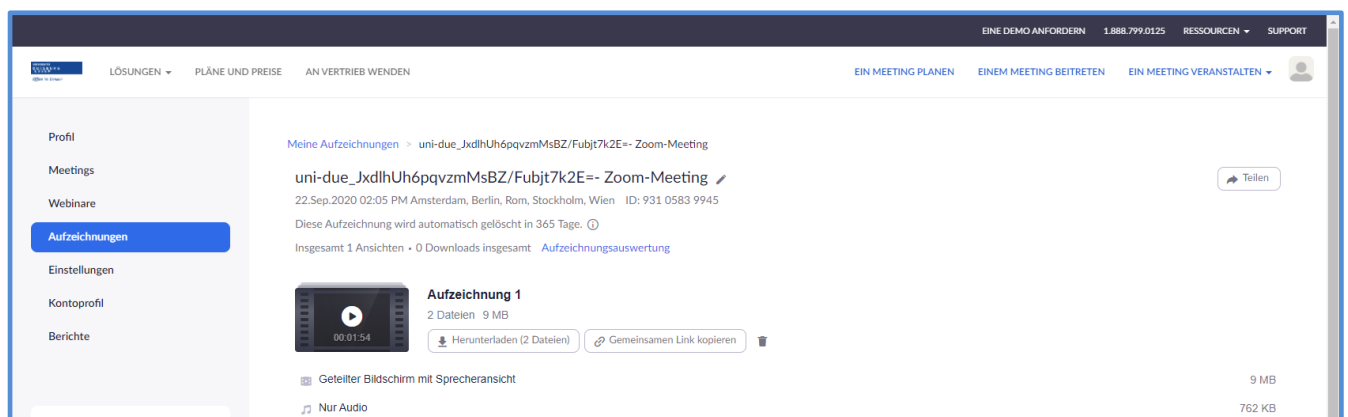 EINE DEMO ANFORDERN 1.888.799.0125 RESSOURCEN SUPPORT
UNIVERSITÄT
DUISBURG
ESSEN
LÖSUNGEN PLÄNE UND PREISE AN VERTRIEB WENDEN EIN MEETING PLANEN EINEM MEETING BEITRETEN EIN MEETING VERANSTALTEN
Profil
Meetings
Webinare
Aufzeichnungen
Einstellungen
Kontoprofil
Berichte
Meine Aufzeichnungen > uni-due_JxdlhUh6pqvzmMsBZ/Fubjt7k2E=- Zoom-Meeting
uni-due_JxdlhUh6pqvzmMsBZ/Fubjt7k2E=- Zoom-Meeting
Teilen
22.Sep.2020 02:05 PM Amsterdam, Berlin, Rom, Stockholm, Wien ID: 931 0583 9945
Diese Aufzeichnung wird automatisch gelöscht in 365 Tage.
Insgesamt 1 Ansichten • 0 Downloads insgesamt Aufzeichnungsauswertung
00:01:54
Aufzeichnung 1
2 Dateien 9 MB
Herunterladen (2 Dateien) Gemeinsamen Link kopieren
Geteilter Bildschirm mit Sprecheransicht 9 MB
Nur Audio 762 KB